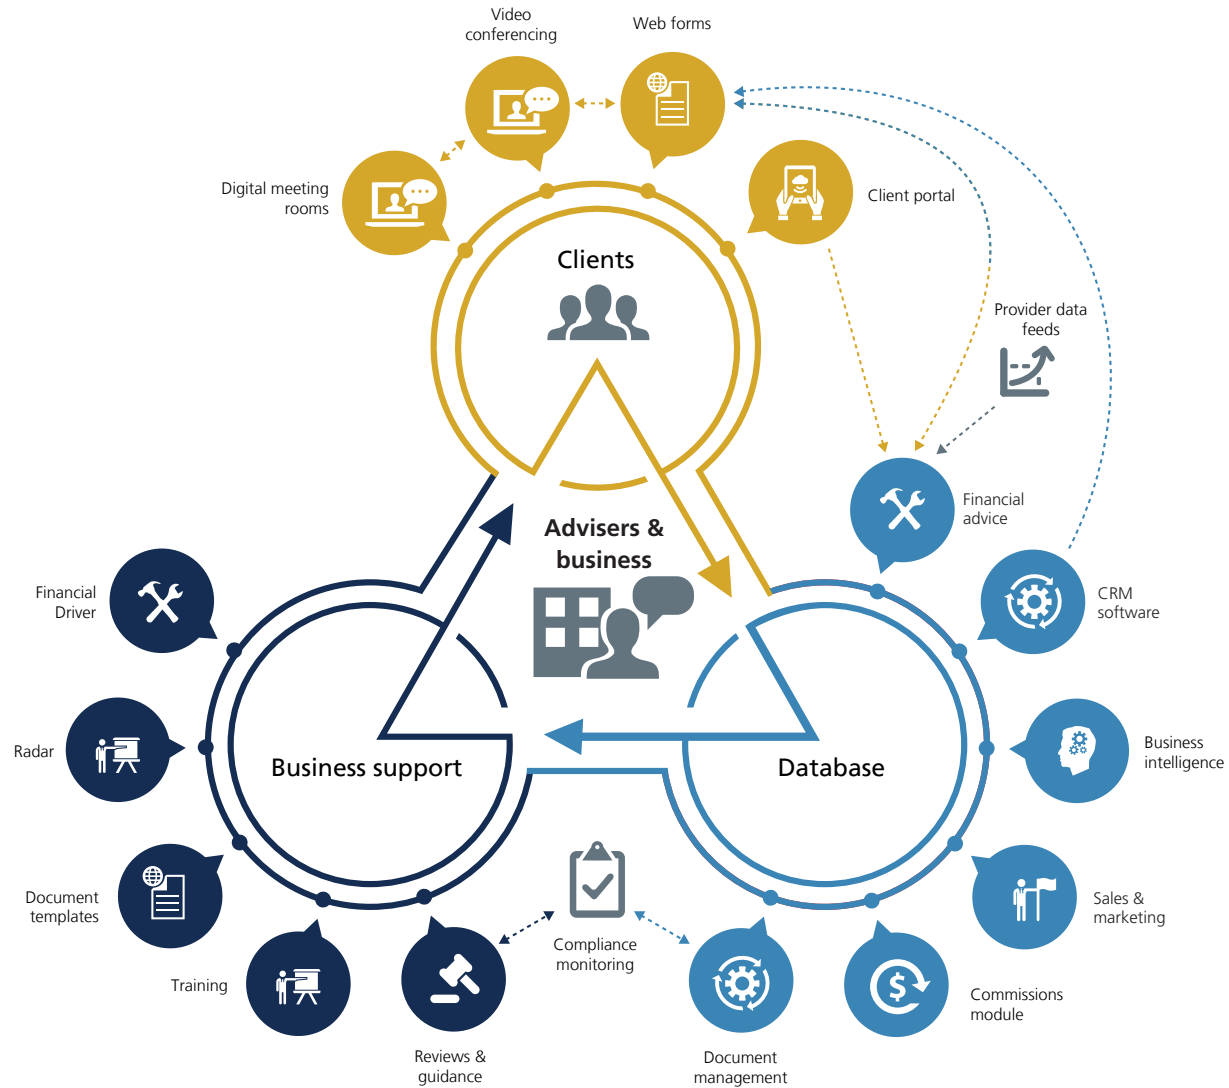 Video
conferencing
Web forms
Digital meeting
rooms
Client portal
Clients
Provider data
feeds
Advisers &
business
Financial
advice
Financial
Driver
CRM
software
Radar
Business support
Database
Business
intelligence
Document
templates
Sales &
marketing
Training
Compliance
monitoring
$
Commissions
module
Reviews &
guidance
Document
management